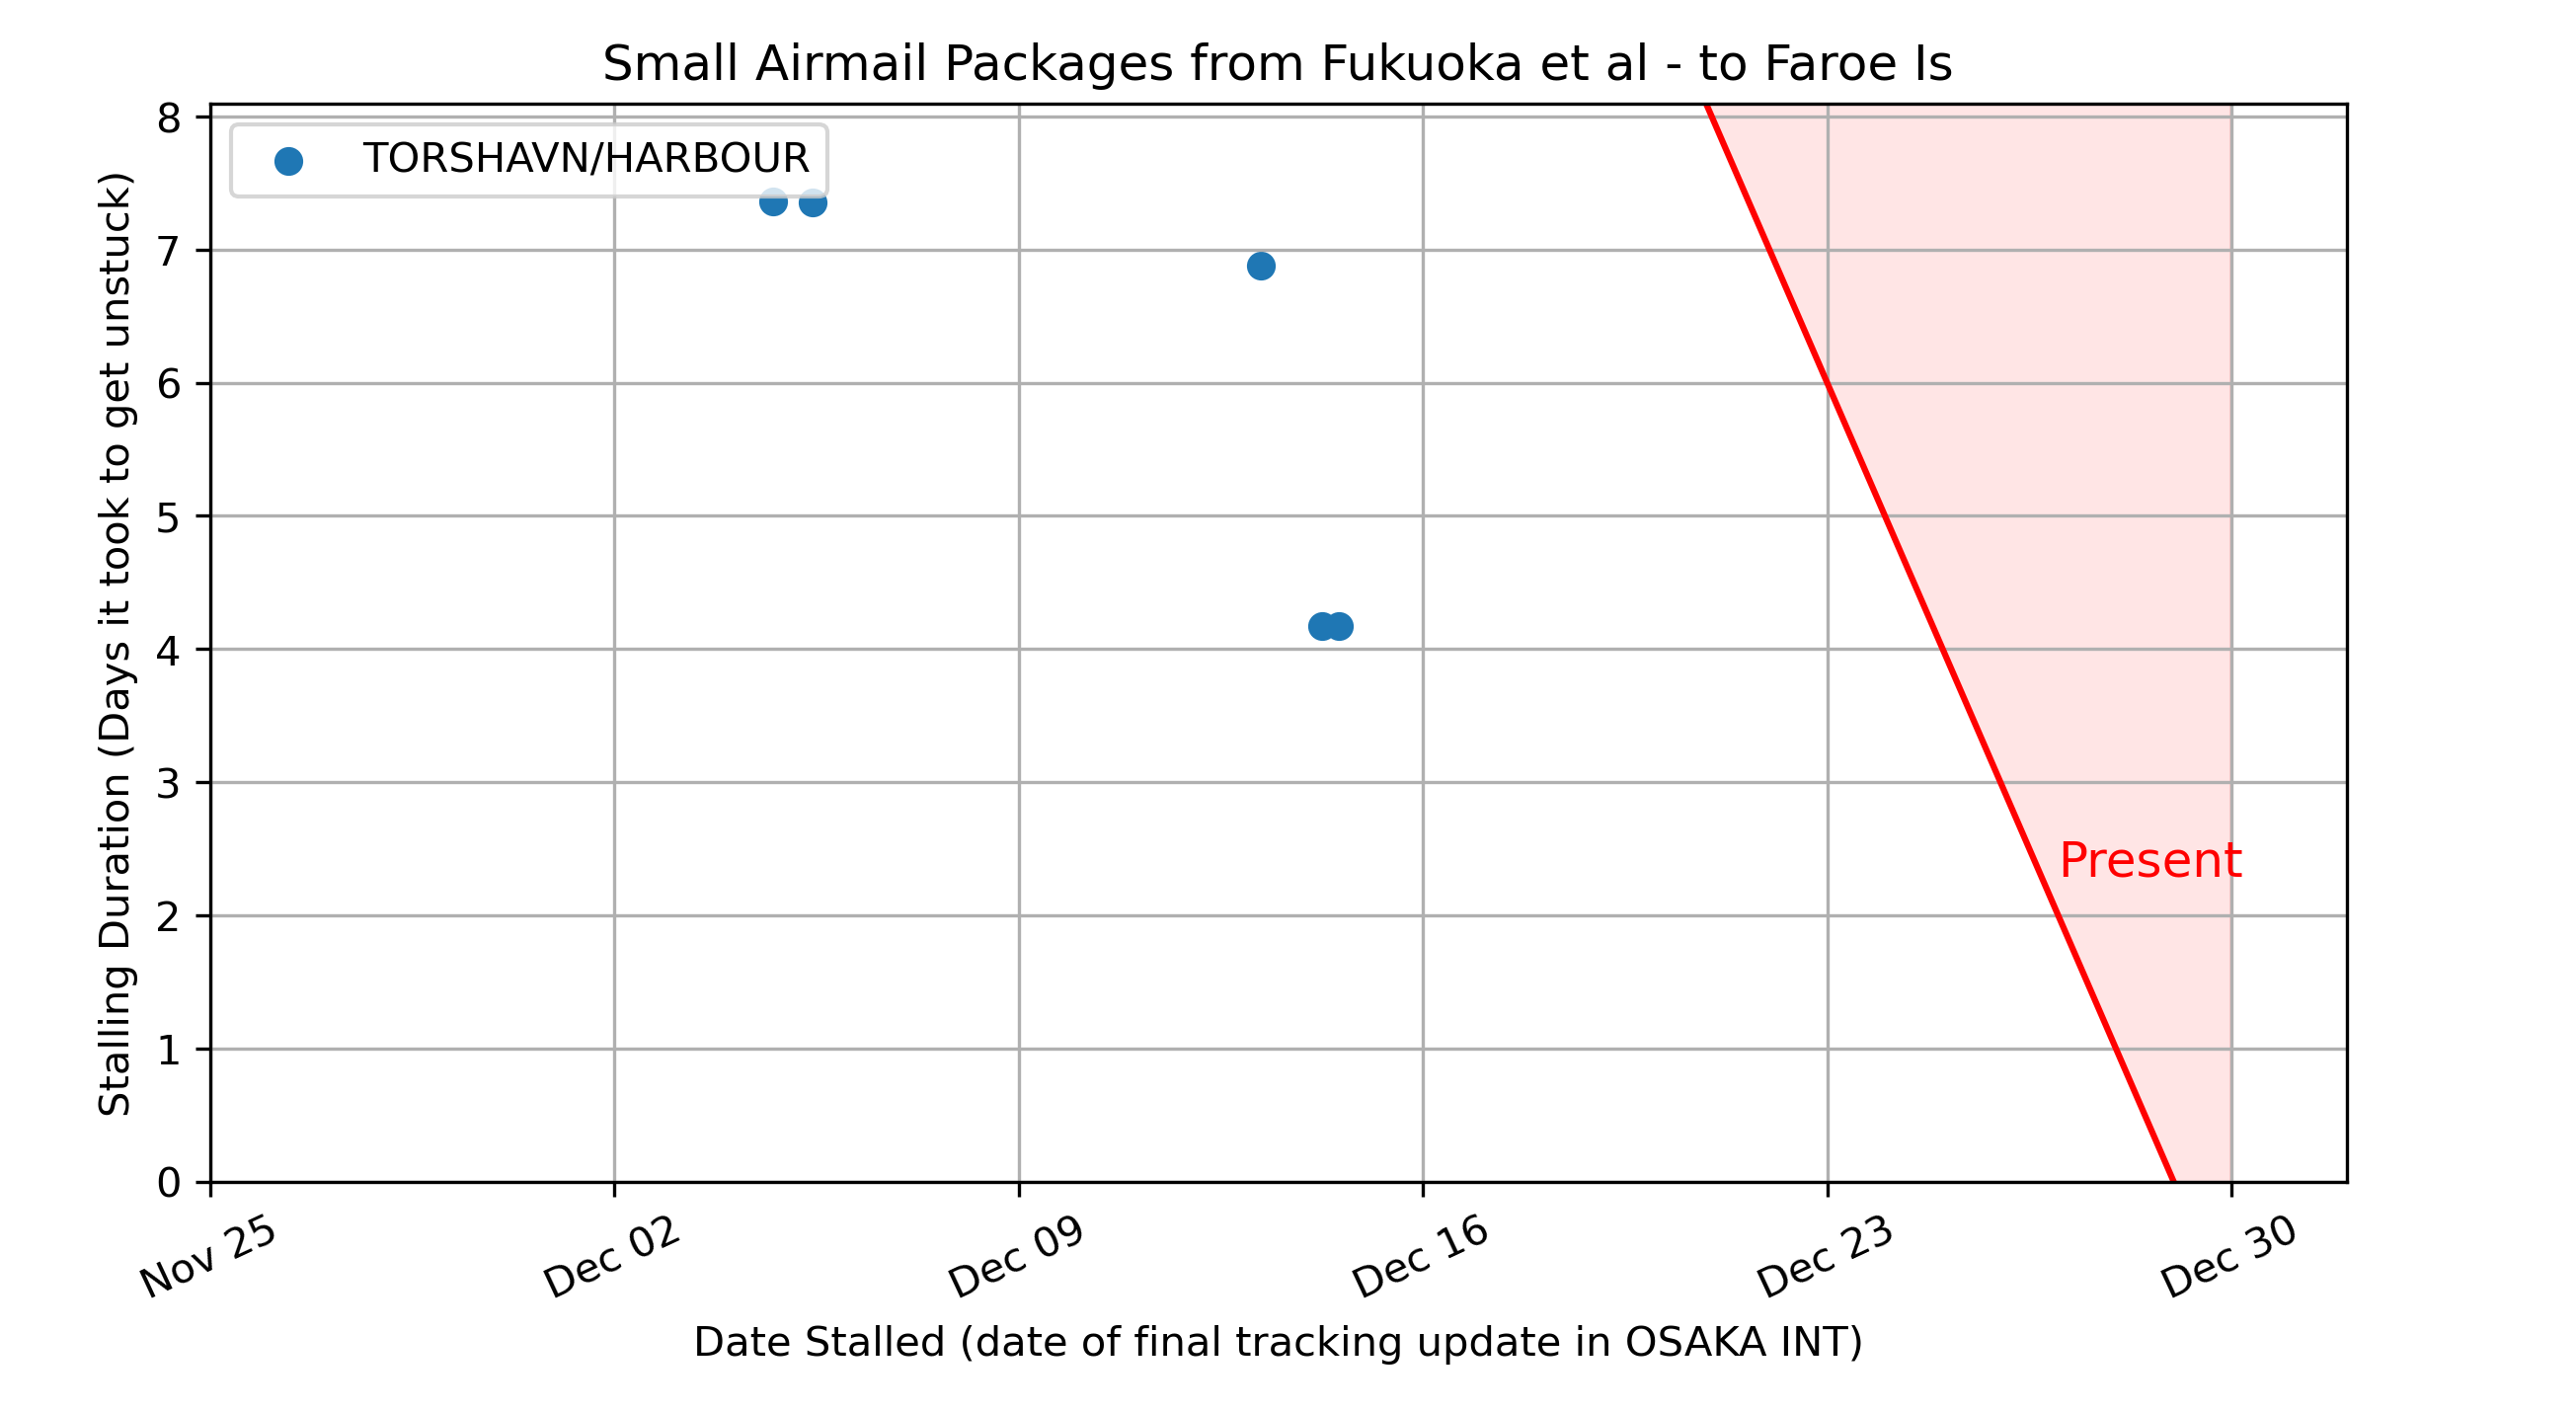 Small Airmail Packages from Fukuoka et al - to Faroe Is
TORSHAVN/HARBOUR
Stalling Duration (Days it took to get unstuck)
8
7
6
5
4
3
2
1
0
Present
Nov 25
Dec 02
Dec 09
Dec 16
Dec 23
Dec 30
Date Stalled (date of final tracking update in OSAKA INT)